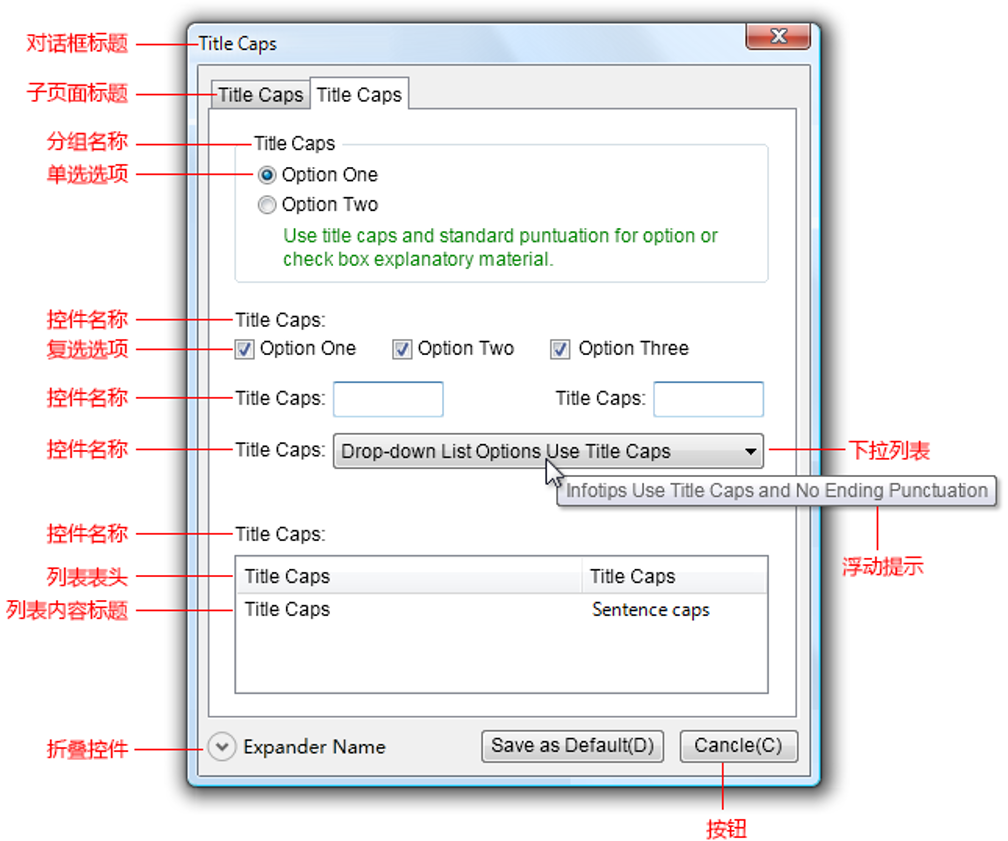 对话框标题
Title Caps
子页面标题
Title Caps
Title Caps
分组名称
Title Caps
单选选项
Option One
Option Two
Use title caps and standard puntuation for option or
check box explanatory material.
控件名称
Title Caps:
复选选项
Option One
Option Two
Option Three
控件名称
Title Caps:
Title Caps:
控件名称
Title Caps:
Drop-down List Options Use Title Caps
下拉列表
Infotips Use Title Caps and No Ending Punctuation
控件名称
Title Caps:
浮动提示
列表表头
Title Caps
Title Caps
列表内容标题
Title Caps
Sentence caps
折叠控件
Expander Name
Save as Default(D)
Cancle(C)
按钮